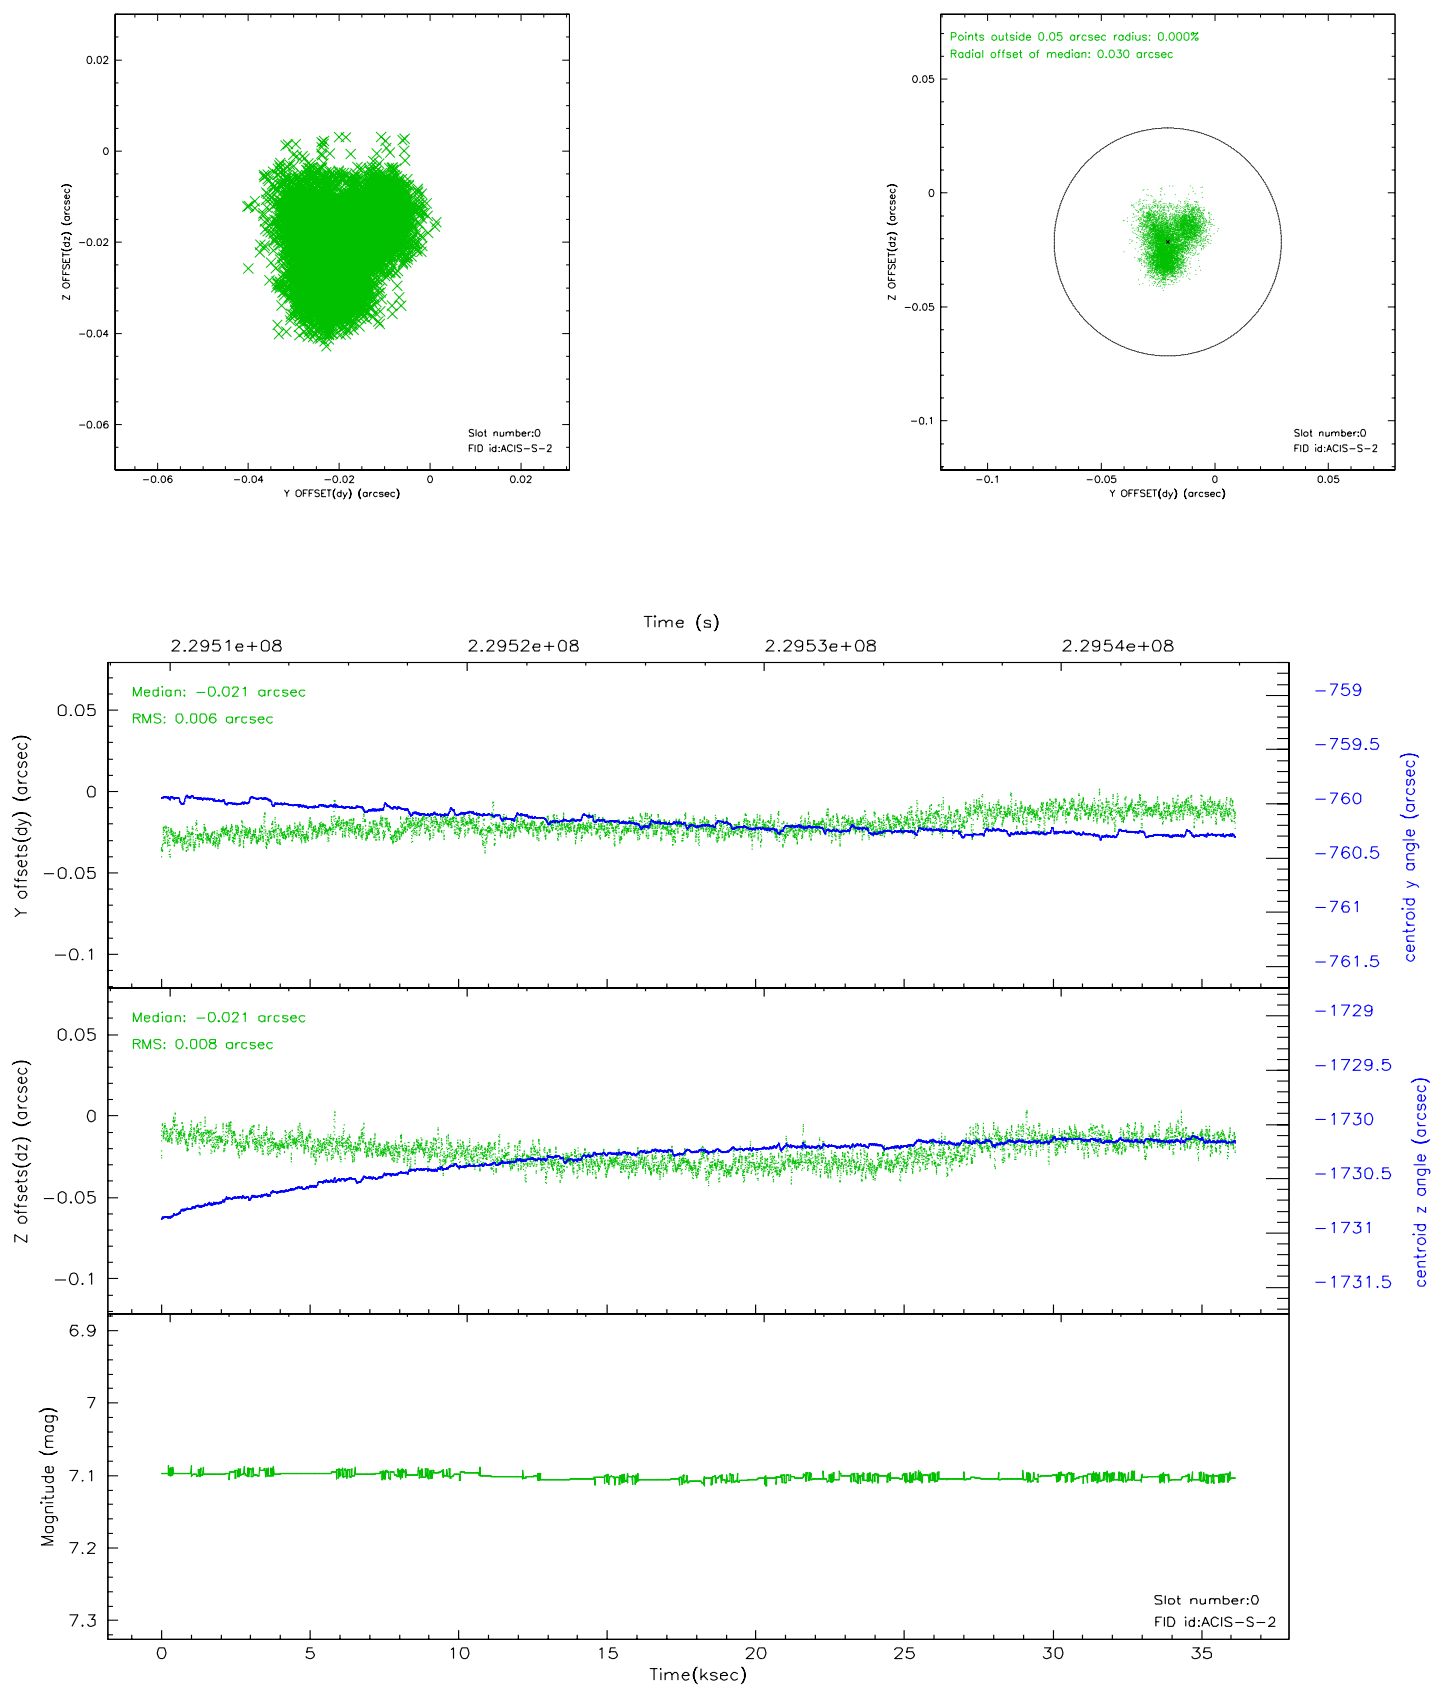 0.02
0
-0.02
-0.04
-0.06
Z OFFSET(dz) (arcsec)
Slot number:0
FID id:ACIS-S-2
-0.06
-0.04
-0.02
0
0.02
Y OFFSET(dy) (arcsec)
Points outside 0.05 arcsec radius: 0.000%
Radial offset of median: 0.030 arcsec
0.05
0
-0.05
-0.1
Z OFFSET(dz) (arcsec)
Slot number:0
FID id:ACIS-S-2
-0.1
-0.05
0
0.05
Y OFFSET(dy) (arcsec)
Time (s)
2.2951e+08
2.2952e+08
2.2953e+08
2.2954e+08
Median: -0.021 arcsec
RMS: 0.006 arcsec
0.05
0
-0.05
-0.1
Y offsets(dy) (arcsec)
-759
-759.5
-760
-760.5
-761
-761.5
centroid y angle (arcsec)
Median: -0.021 arcsec
RMS: 0.008 arcsec
0.05
0
-0.05
-0.1
Z offsets(dz) (arcsec)
-1729
-1729.5
-1730
-1730.5
-1731
-1731.5
centroid z angle (arcsec)
6.9
7
7.1
7.2
7.3
Magnitude (mag)
Slot number:0
FID id:ACIS-S-2
0
5
10
15
20
25
30
35
Time(ksec)